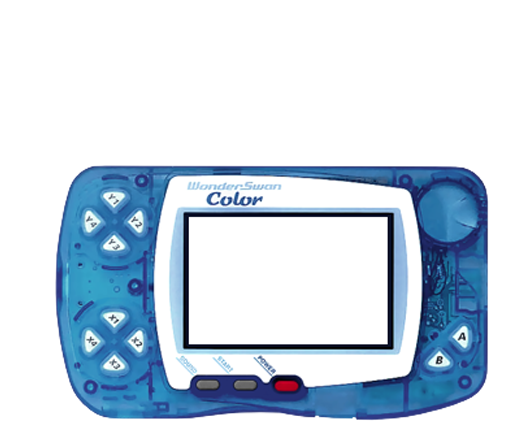 WonderSwan
Color
Y1
Y4
Y2
Y3
X1
X4
X2
X3
A
B
SOUND
START
POWER